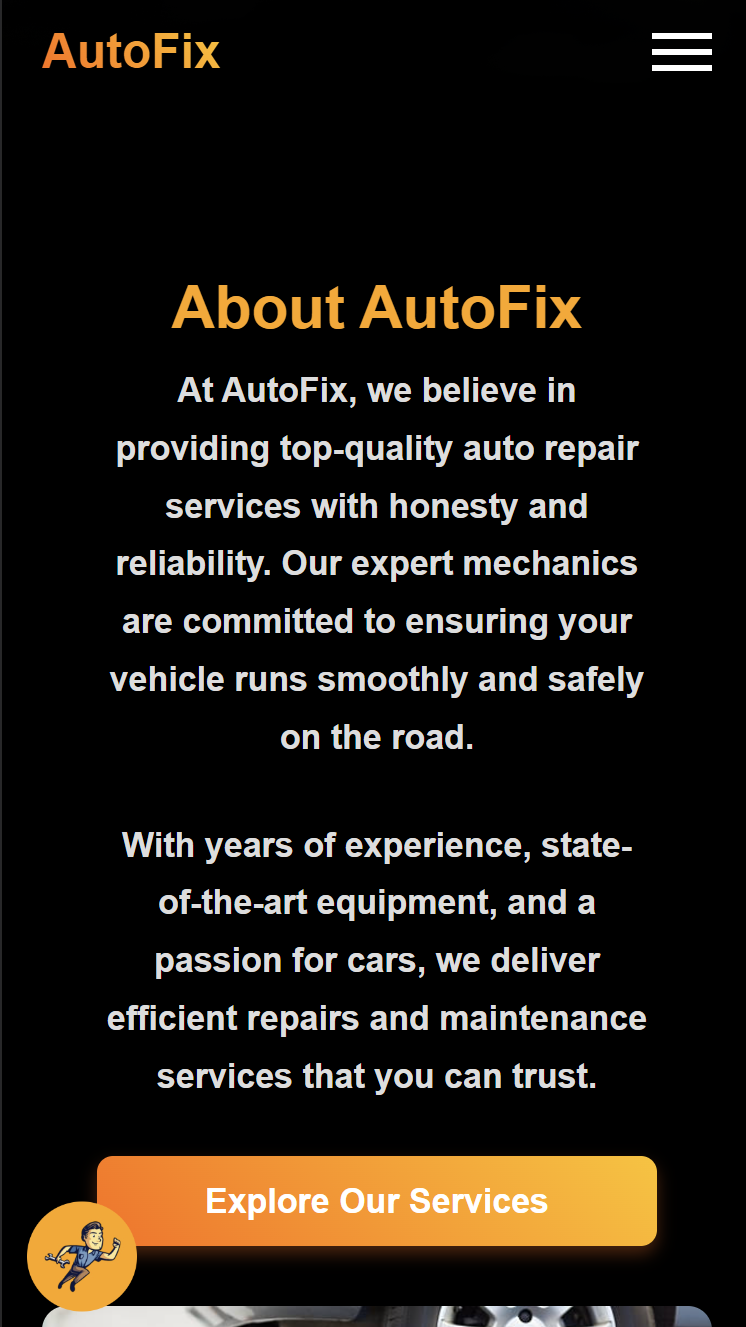 AutoFix
About AutoFix
At AutoFix, we believe in
providing top-quality auto repair
services with honesty and
reliability. Our expert mechanics
are committed to ensuring your
vehicle runs smoothly and safely
on the road.
With years of experience, state-
of-the-art equipment, and a
passion for cars, we deliver
efficient repairs and maintenance
services that you can trust.
Explore Our Services